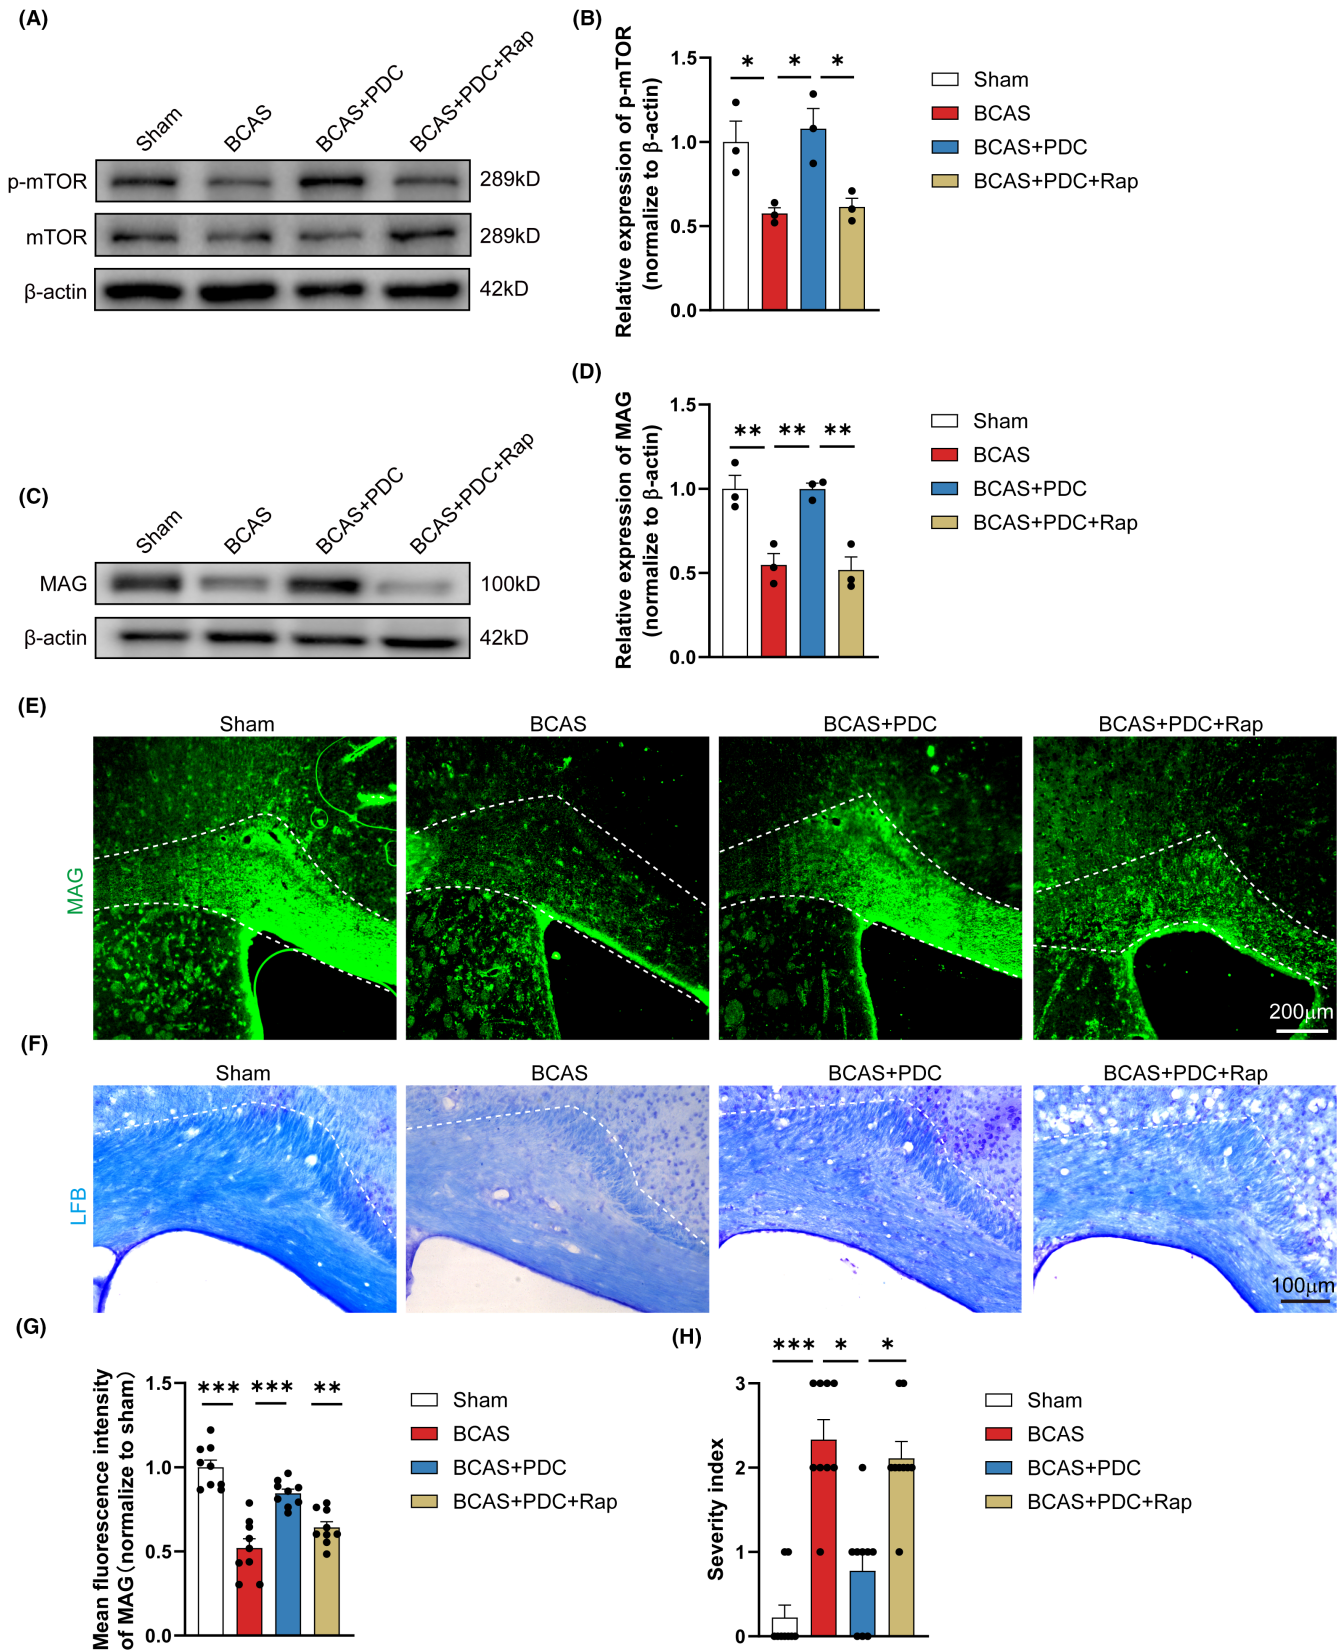 (A)
Sham
BCAS
BCAS+PDC
BCAS+PDC+Rap
p-mTOR
289kD
mTOR
289kD
β-actin
42kD
(B)
Relative expression of p-mTOR
(normalize to β-actin)
1.5
1.0
0.5
0.0
* * *
Sham
BCAS
BCAS+PDC
BCAS+PDC+Rap
(C)
Sham
BCAS
BCAS+PDC
BCAS+PDC+Rap
MAG
100kD
β-actin
42kD
(D)
Relative expression of MAG
(normalize to β-actin)
1.5
1.0
0.5
0.0
** ** **
Sham
BCAS
BCAS+PDC
BCAS+PDC+Rap
(E)
Sham
BCAS
BCAS+PDC
BCAS+PDC+Rap
MAG
200μm
(F)
Sham
BCAS
BCAS+PDC
BCAS+PDC+Rap
LFB
100μm
(G)
Mean fluorescence intensity
of MAG(normalize to sham)
1.5
1.0
0.5
0.0
*** *** **
Sham
BCAS
BCAS+PDC
BCAS+PDC+Rap
(H)
Severity index
3
2
1
0
*** * *
Sham
BCAS
BCAS+PDC
BCAS+PDC+Rap